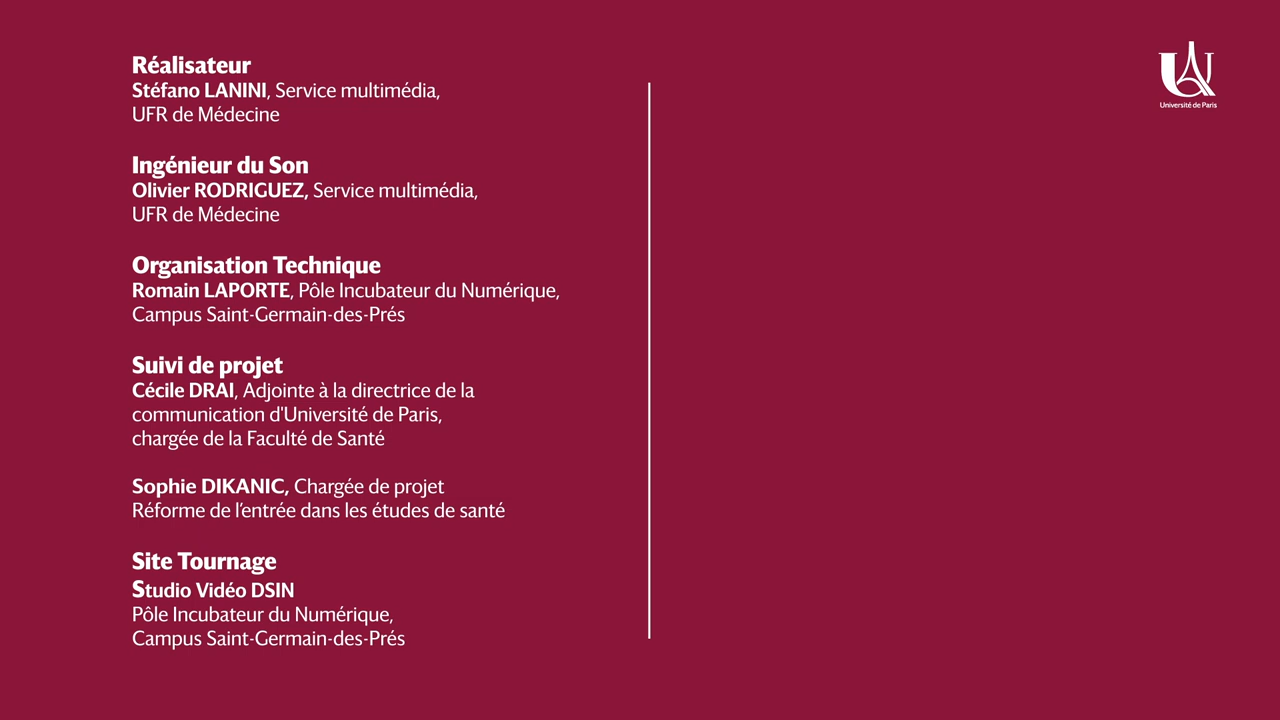 Réalisateur
Stéfano LANINI, Service multimédia,
UFR de Médecine
Ingénieur du Son
Olivier RODRIGUEZ, Service multimédia,
UFR de Médecine
Organisation Technique
Romain LAPORTE, Pôle Incubateur du Numérique,
Campus Saint-Germain-des-Prés
Suivi de projet
Cécile DRAI, Adjointe à la directrice de la
communication d'Université de Paris,
chargée de la Faculté de Santé
Sophie DIKANIC, Chargée de projet
Réforme de l’entrée dans les études de santé
Site Tournage
Studio Vidéo DSIN
Pôle Incubateur du Numérique,
Campus Saint-Germain-des-Prés
Université de Paris